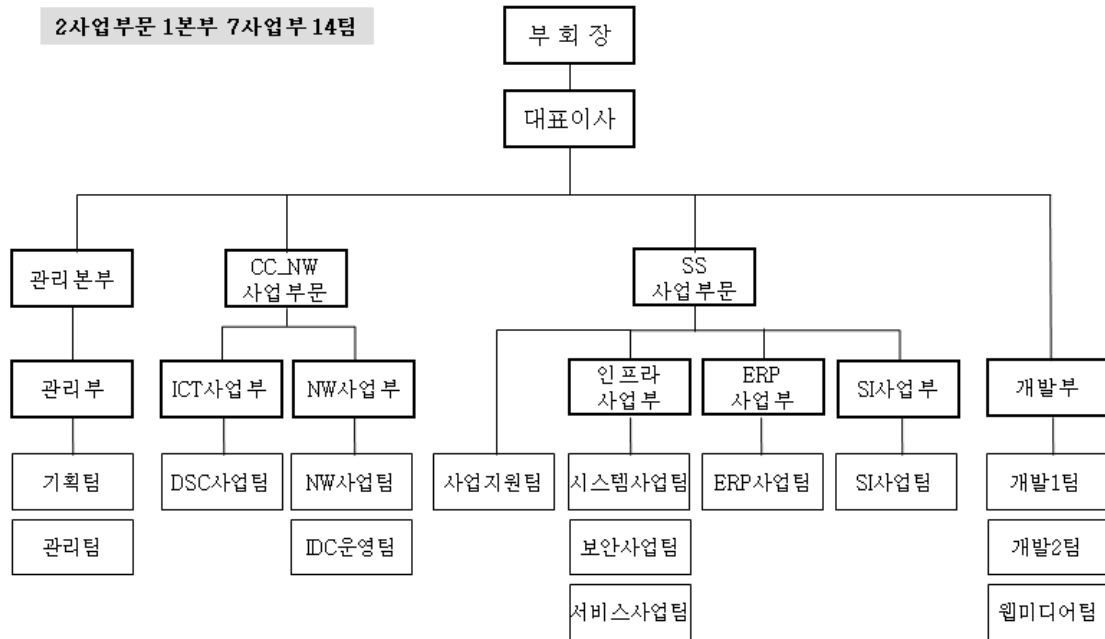 2사업부문 1본부 7사업부 14팀
부 회 장
대표이사
관리본부
CC_NW
사업부문
SS
사업부문
관리부
ICT사업부
NW사업부
인프라
사업부
ERP
사업부
SI사업부
개발부
기획팀
DSC사업팀
NW사업팀
사업지원팀
시스템사업팀
ERP사업팀
SI사업팀
개발1팀
관리팀
IDC운영팀
보안사업팀
개발2팀
서비스사업팀
웹미디어팀